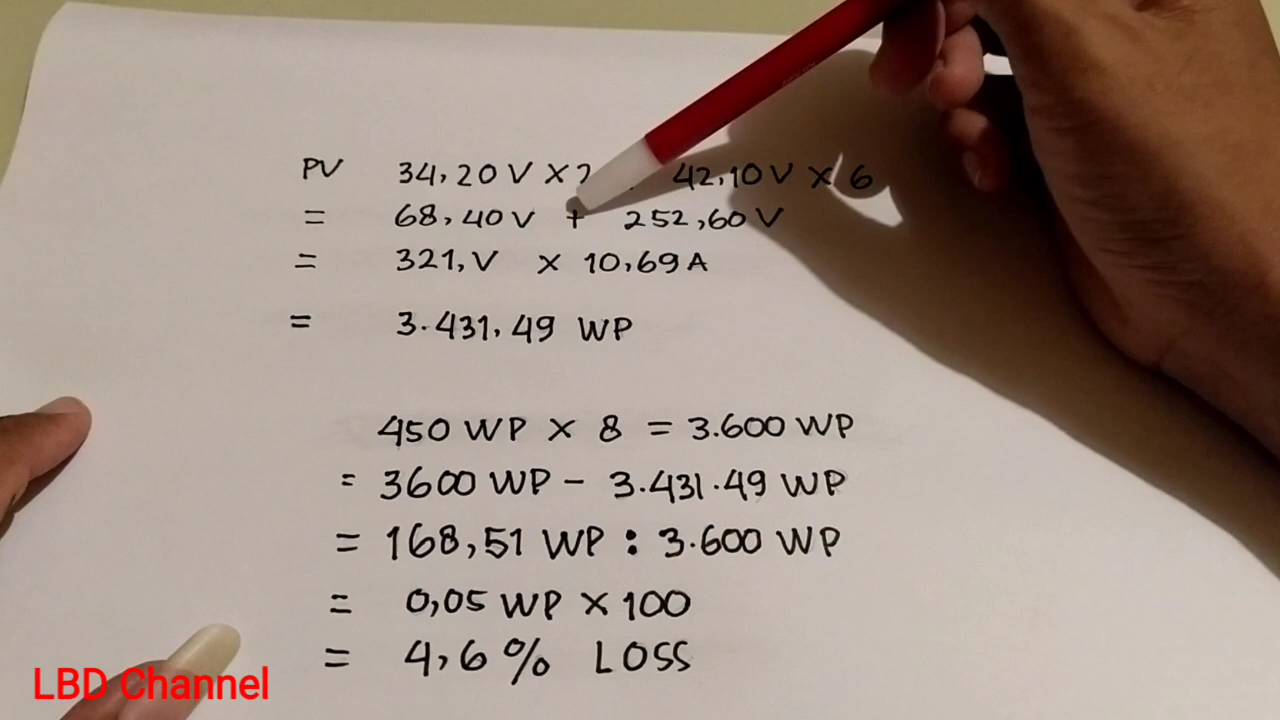 PV 34,20 V X 2 42,10 V X 6
= 68,40 V + 252,60 V
= 321,V X 10,69 A
= 3.431,49 WP
450 WP X 8 = 3.600 WP
= 3600 WP - 3.431.49 WP
= 168,51 WP : 3.600 WP
= 0,05 WP X 100
= 4,6 % LOSS
LBD Channel